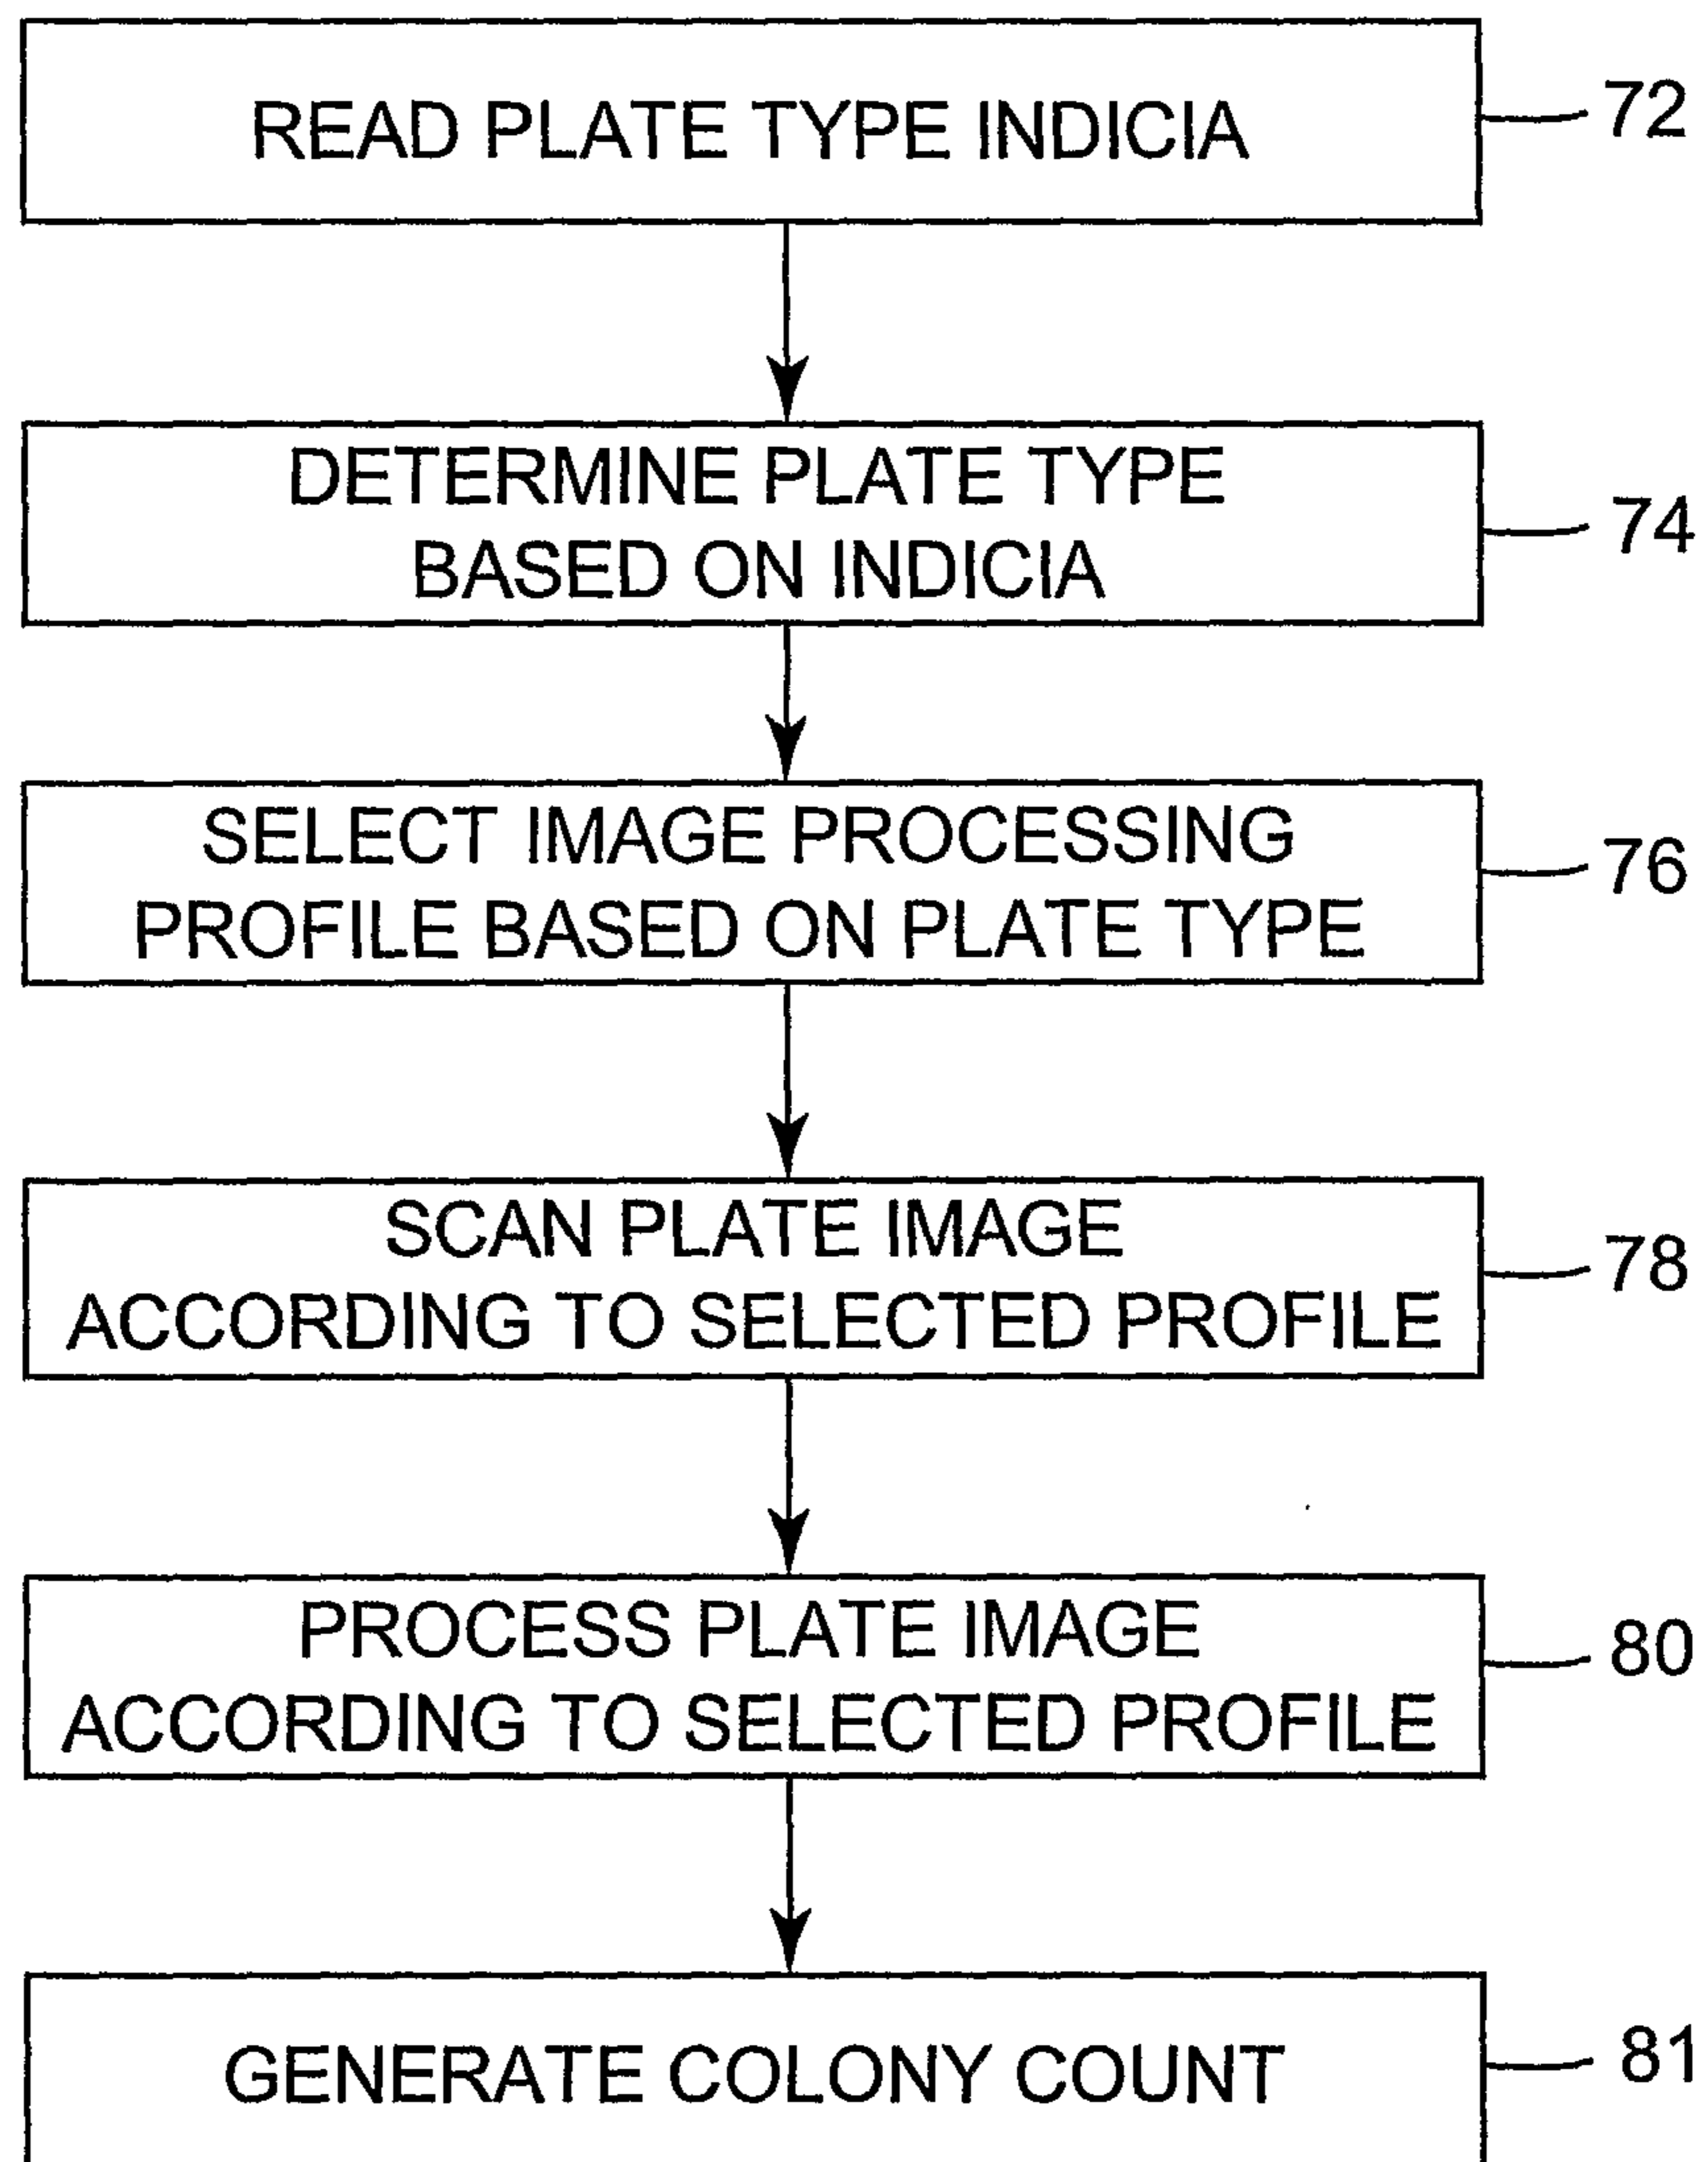 READ PLATE TYPE INDICIA
72
DETERMINE PLATE TYPE
BASED ON INDICIA
74
SELECT IMAGE PROCESSING
PROFILE BASED ON PLATE TYPE
76
SCAN PLATE IMAGE
ACCORDING TO SELECTED PROFILE
78
PROCESS PLATE IMAGE
ACCORDING TO SELECTED PROFILE
80
GENERATE COLONY COUNT
81